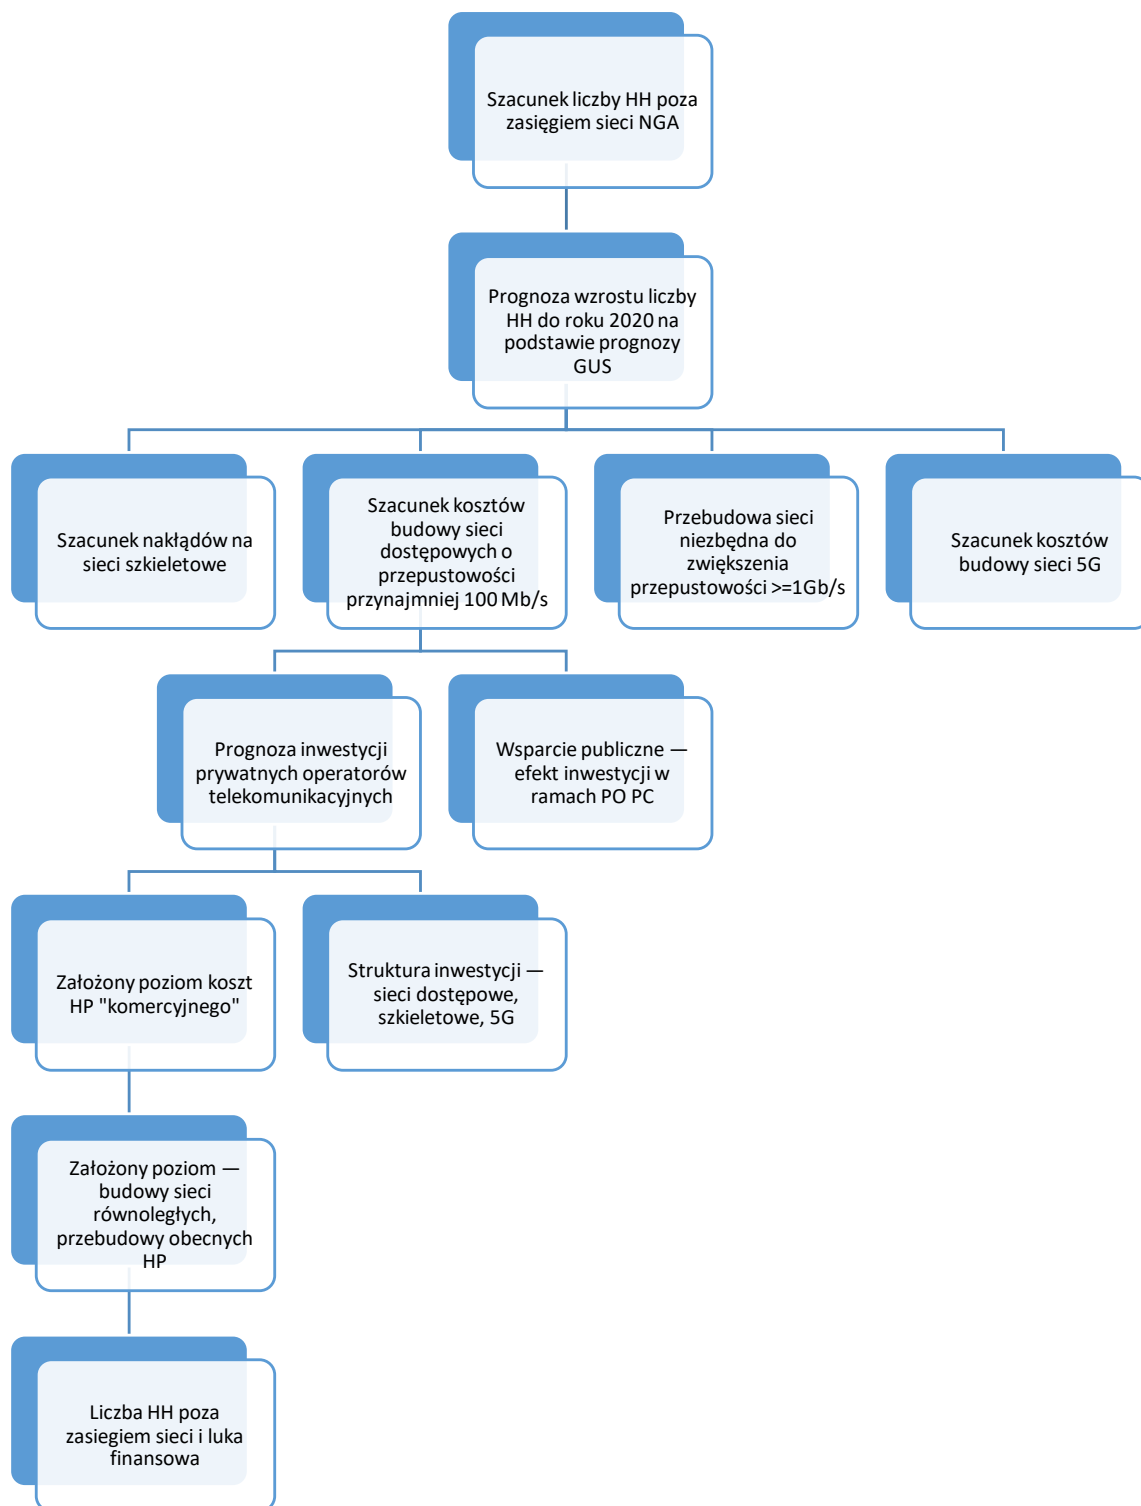 Szacunek liczby HH poza
zasięgiem sieci NGA
Prognoza wzrostu liczby
HH do roku 2020 na
podstawie prognozy
GUS
Szacunek nakłądów na
sieci szkieletowe
Szacunek kosztów
budowy sieci
dostępowych o
przepustowości
przynajmniej 100 Mb/s
Przebudowa sieci
niezbędna do
zwiększenia
przepustowości >=1Gb/s
Szacunek kosztów
budowy sieci 5G
Prognoza inwestycji
prywatnych operatorów
telekomunikacyjnych
Wsparcie publiczne —
efekt inwestycji w
ramach PO PC
Założony poziom koszt
HP "komercyjnego"
Struktura inwestycji —
sieci dostępowe,
szkieletowe, 5G
Założony poziom —
budowy sieci
równoległych,
przebudowy obecnych
HP
Liczba HH poza
zasiegiem sieci i luka
finansowa